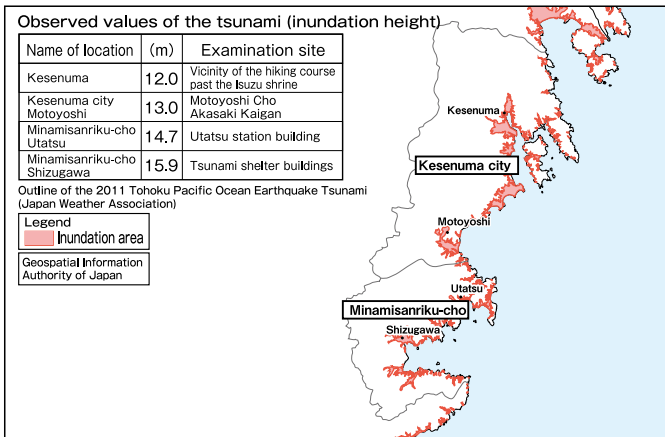 Observed values of the tsunami (inundation height)
Name of location (m) Examination site
Kesenuma 12.0 Vicinity of the hiking course
past the Isuzu shrine
Kesenuma city
Motoyoshi 13.0 Motoyoshi Cho
Akasaki Kaigan
Minamisanriku-cho
Utatsu 14.7 Utatsu station building
Minamisanriku-cho
Shizugawa 15.9 Tsunami shelter buildings
Outline of the 2011 Tohoku Pacific Ocean Earthquake Tsunami
(Japan Weather Association)
Legend
Inundation area
Geospatial Information
Authority of Japan
Kesenuma
Kesenuma city
Motoyoshi
Utatsu
Minamisanriku-cho
Shizugawa